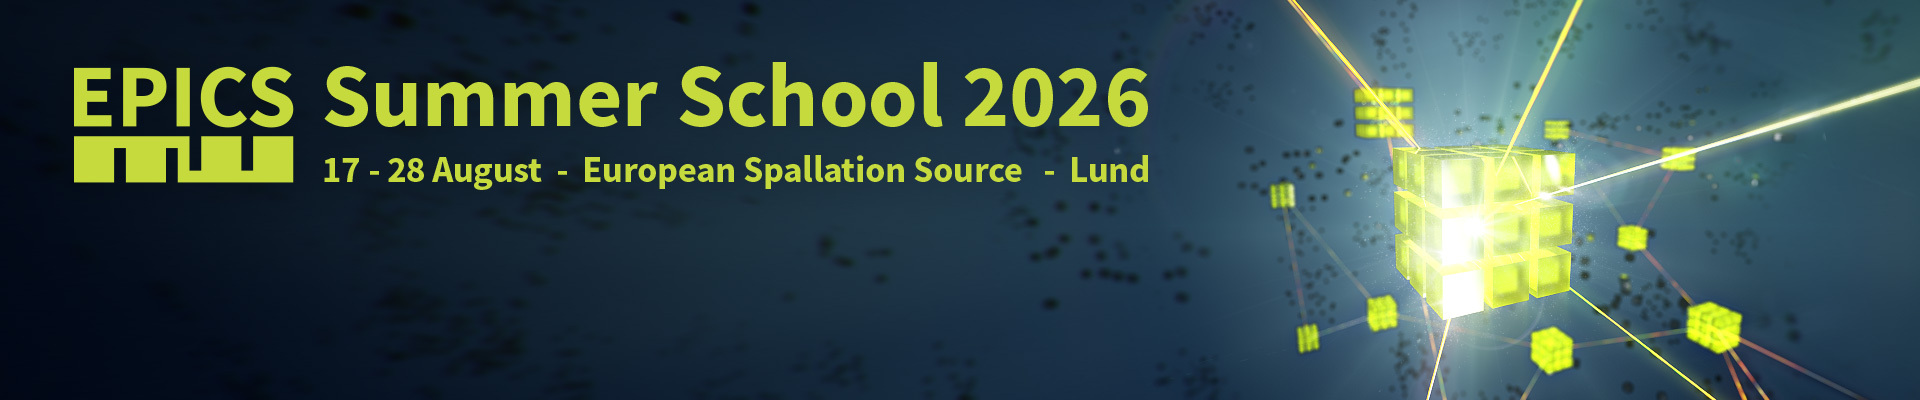 EPICS Summer School 2026
17 - 28 August - European Spallation Source - Lund